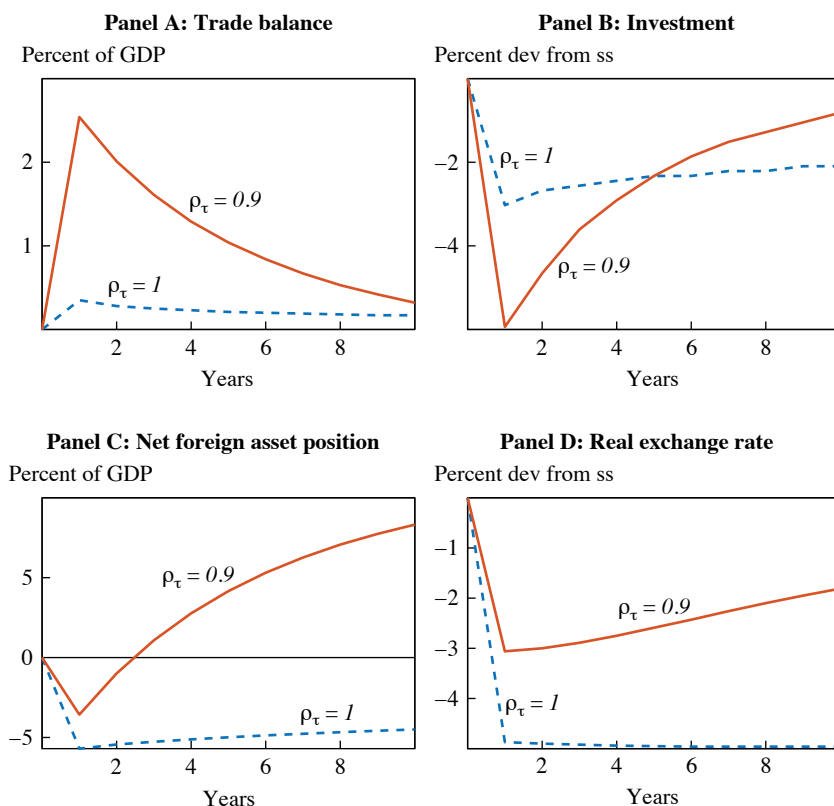 Panel A: Trade balance
Percent of GDP
2
1
ρτ = 0.9
ρτ = 1
2 4 6 8
Years
Panel B: Investment
Percent dev from ss
−2
−4
ρτ = 1
ρτ = 0.9
2 4 6 8
Years
Panel C: Net foreign asset position
Percent of GDP
5
0
−5
ρτ = 0.9
ρτ = 1
2 4 6 8
Years
Panel D: Real exchange rate
Percent dev from ss
−1
−2
−3
−4
ρτ = 0.9
ρτ = 1
2 4 6 8
Years